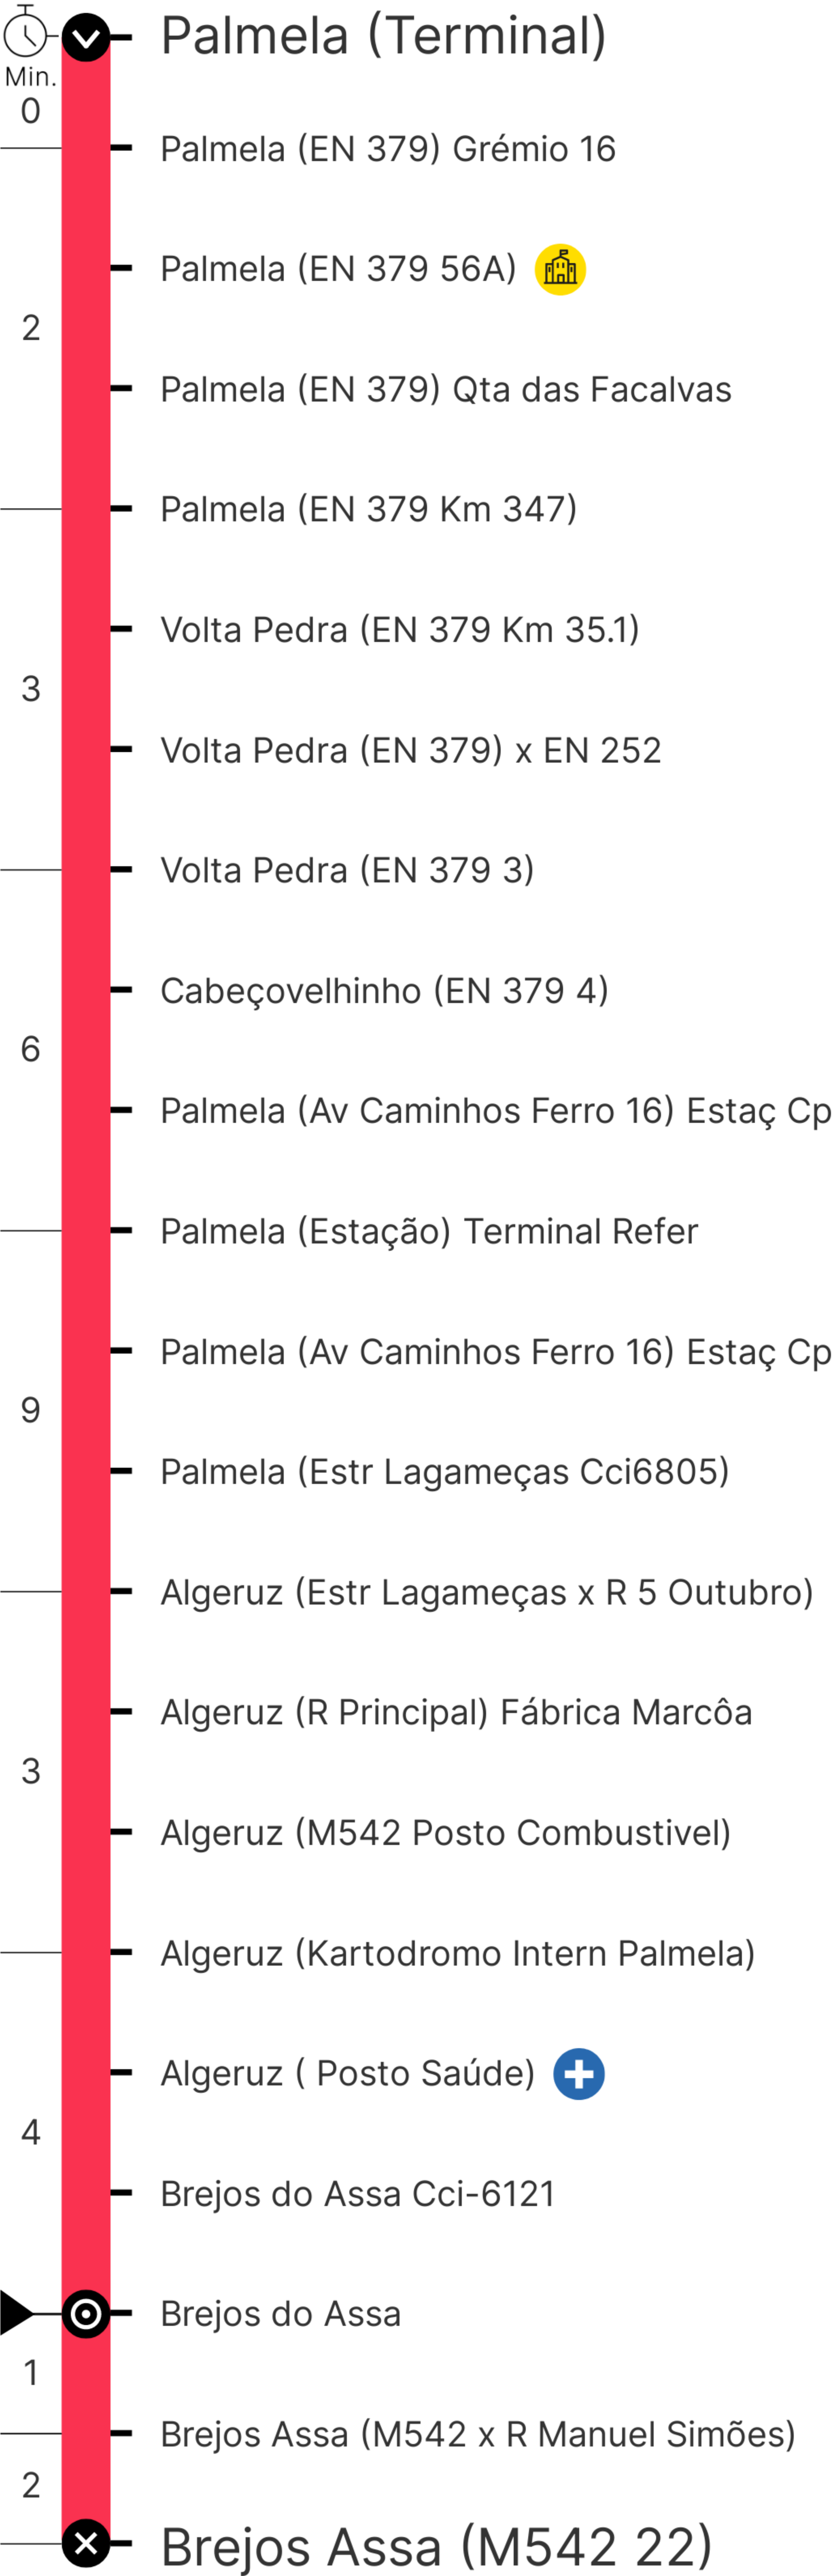 Palmela (Terminal)
Min.
0
Palmela (EN 379) Grémio 16
Palmela (EN 379 56A)
2
Palmela (EN 379) Qta das Facalvas
Palmela (EN 379 Km 347)
Volta Pedra (EN 379 Km 35.1)
3
Volta Pedra (EN 379) x EN 252
Volta Pedra (EN 379 3)
Cabeçovelhinho (EN 379 4)
6
Palmela (Av Caminhos Ferro 16) Estaç Cp
Palmela (Estação) Terminal Refer
Palmela (Av Caminhos Ferro 16) Estaç Cp
9
Palmela (Estr Lagameças Cci6805)
Algeruz (Estr Lagameças x R 5 Outubro)
Algeruz (R Principal) Fábrica Marcôa
3
Algeruz (M542 Posto Combustivel)
Algeruz (Kartodromo Intern Palmela)
Algeruz ( Posto Saúde)
4
Brejos do Assa Cci-6121
Brejos do Assa
1
Brejos Assa (M542 x R Manuel Simões)
2
Brejos Assa (M542 22)